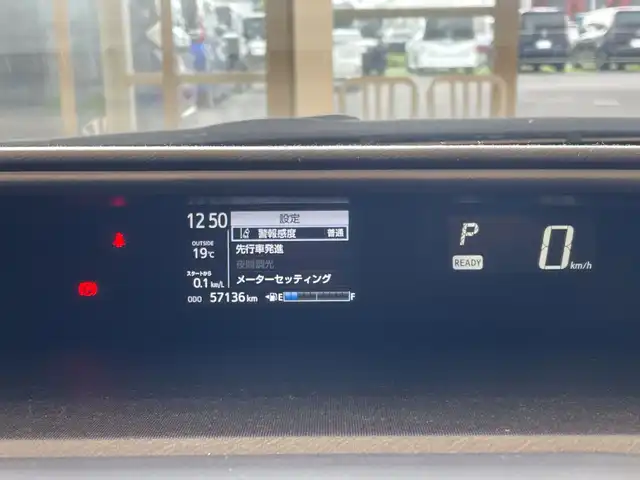 12:50
設定
警報感度 普通
OUTSIDE
19℃
先行車発進
夜間調光
スタートから
0.1 km/L
メーターセッティング
ODO 57136 km
E F
P
READY
0 km/h